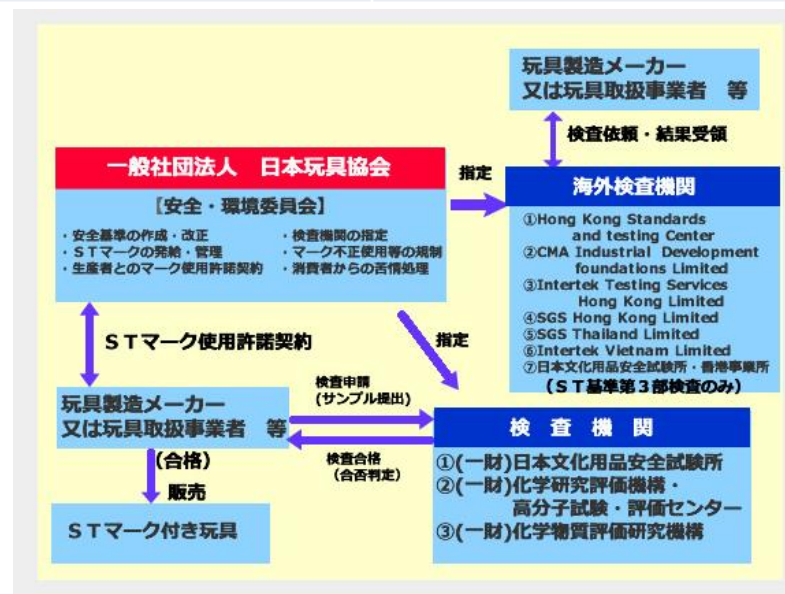 玩具製造メーカー
又は玩具取扱事業者 等
検査依頼・結果受領
一般社団法人 日本玩具協会
指定
海外検査機関
【安全・環境委員会】
・安全基準の作成・改正
・検査機関の指定
・STマークの発給・管理
・マーク不正使用等の規制
・生産者とのマーク使用許諾契約
・消費者からの苦情処理
①Hong Kong Standards
and testing Center
②CMA Industrial Development
foundations Limited
③Intertek Testing Services
Hong Kong Limited
④SGS Hong Kong Limited
⑤SGS Thailand Limited
⑥Intertek Vietnam Limited
⑦日本文化用品安全試験所・香港事業所
(ST基準第3部検査のみ)
STマーク使用許諾契約
指定
玩具製造メーカー
又は玩具取扱事業者 等
検査申請
(サンプル提出)
検査合格
(合否判定)
検 査 機 関
①(一財)日本文化用品安全試験所
②(一財)化学研究評価機構・
高分子試験・評価センター
③(一財)化学物質評価研究機構
(合格)
販売
STマーク付き玩具